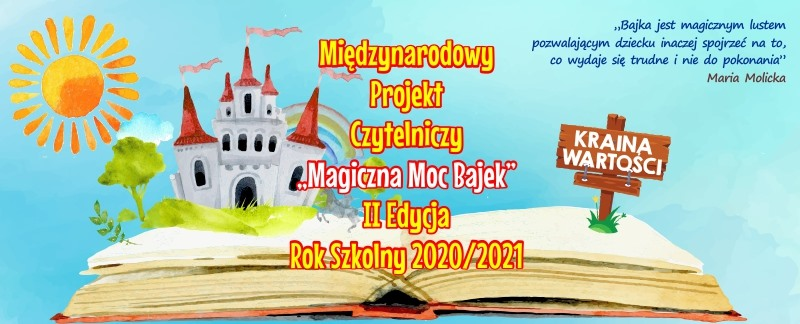 Międzynarodowy
Projekt
Czytelniczy
„Magiczna Moc Bajek”
II Edycja
Rok Szkolny 2020/2021
„Bajka jest magicznym lustem
pozwalającym dziecku inaczej spojrzeć na to,
co wydaje się trudne i nie do pokonania”
Maria Molicka
KRAINA
WARTOŚCI